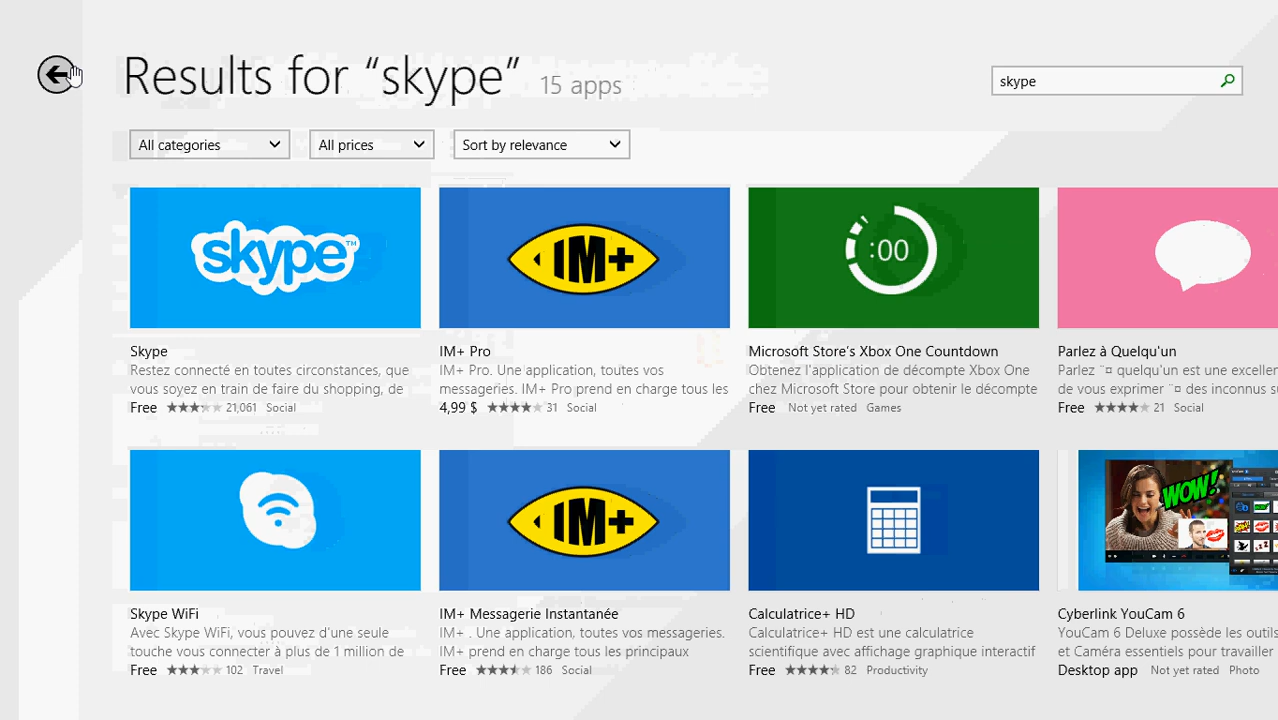 Results for “skype” 15 apps
skype
All categories
All prices
Sort by relevance
skype™
IM+
:00
Skype
Restez connecté en toutes circonstances, que
vous soyez en train de faire du shopping, de
Free 21,061 Social
IM+ Pro
IM+ Pro. Une application, toutes vos
messageries. IM+ Pro prend en charge tous les
4,99 $ 31 Social
Microsoft Store's Xbox One Countdown
Obtenez l'application de décompte Xbox One
chez Microsoft Store pour obtenir le décompte
Free Not yet rated Games
Parlez à Quelqu'un
Parlez ¨¤ quelqu'un est une excellen
de vous exprimer ¨¤ des inconnus s
Free 21 Social
IM+
WOW!
Skype WiFi
Avec Skype WiFi, vous pouvez d'une seule
touche vous connecter à plus de 1 million de
Free 102 Travel
IM+ Messagerie Instantanée
IM+ . Une application, toutes vos messageries.
IM+ prend en charge tous les principaux
Free 186 Social
Calculatrice+ HD
Calculatrice+ HD est une calculatrice
scientifique avec affichage graphique interactif
Free 82 Productivity
Cyberlink YouCam 6
YouCam 6 Deluxe possède les outils
et Caméra essentiels pour travailler
Desktop app Not yet rated Photo